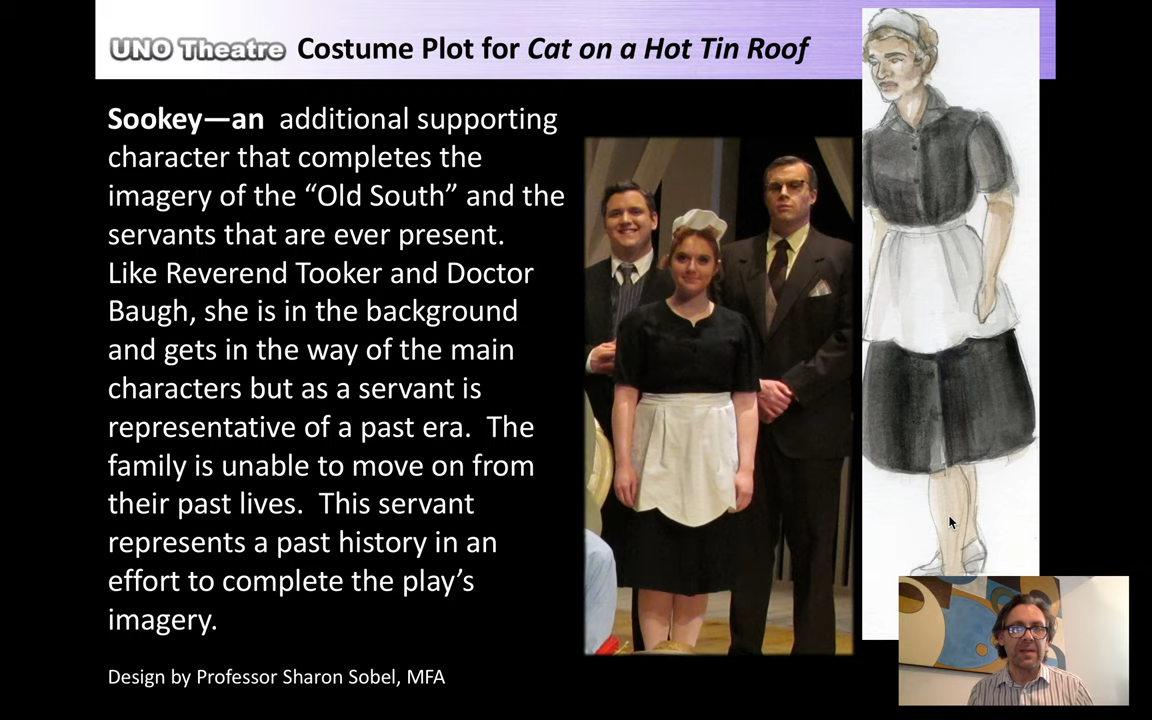 UNO Theatre Costume Plot for Cat on a Hot Tin Roof
Sookey—an additional supporting
character that completes the
imagery of the “Old South” and the
servants that are ever present.
Like Reverend Tooker and Doctor
Baugh, she is in the background
and gets in the way of the main
characters but as a servant is
representative of a past era. The
family is unable to move on from
their past lives. This servant
represents a past history in an
effort to complete the play’s
imagery.
Design by Professor Sharon Sobel, MFA